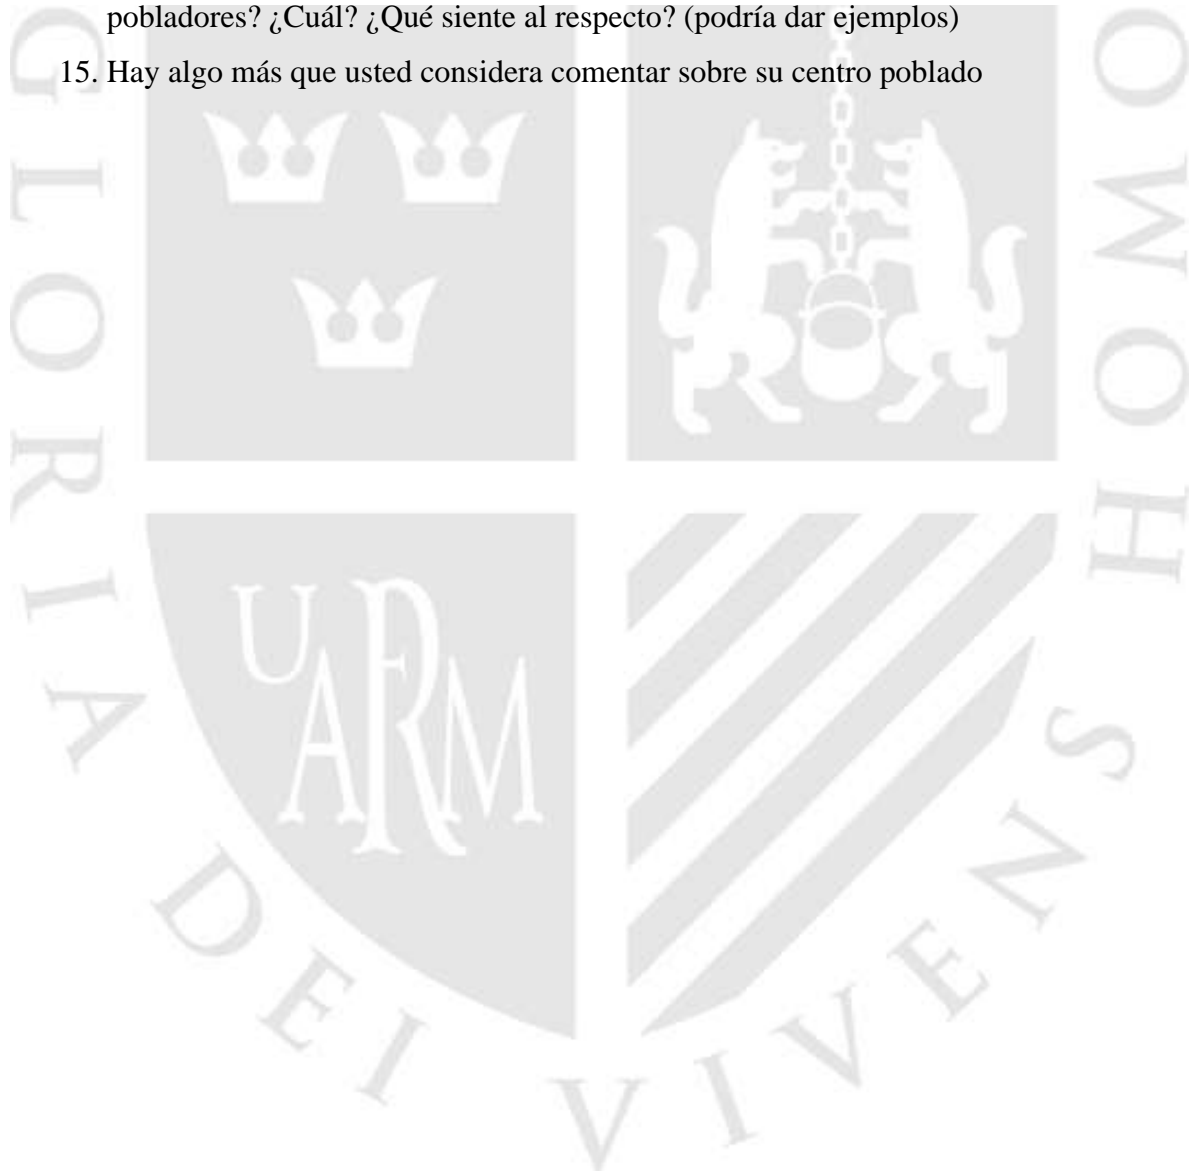 pobladores? ¿Cuál? ¿Qué siente al respecto? (podría dar ejemplos)
15. Hay algo más que usted considera comentar sobre su centro poblado
UARM
GLORIA DEI VIVENS HOMO